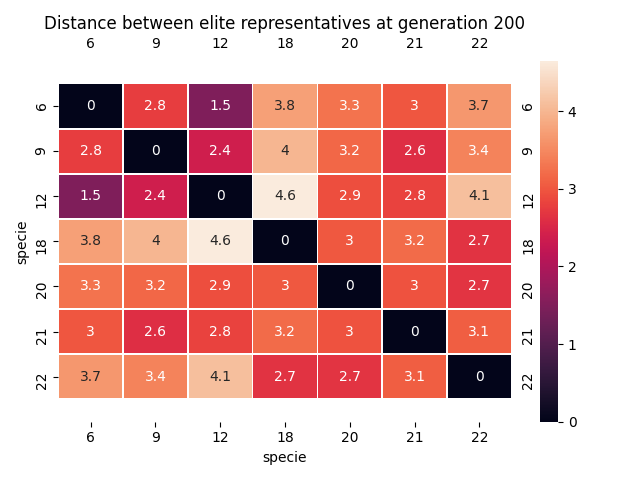 Distance between elite representatives at generation 200
6 9 12 18 20 21 22
6 0 2.8 1.5 3.8 3.3 3 3.7 6
9 2.8 0 2.4 4 3.2 2.6 3.4 9
12 1.5 2.4 0 4.6 2.9 2.8 4.1 12
18 3.8 4 4.6 0 3 3.2 2.7 18
20 3.3 3.2 2.9 3 0 3 2.7 20
21 3 2.6 2.8 3.2 3 0 3.1 21
22 3.7 3.4 4.1 2.7 2.7 3.1 0 22
6 9 12 18 20 21 22
specie
specie
4
3
2
1
0